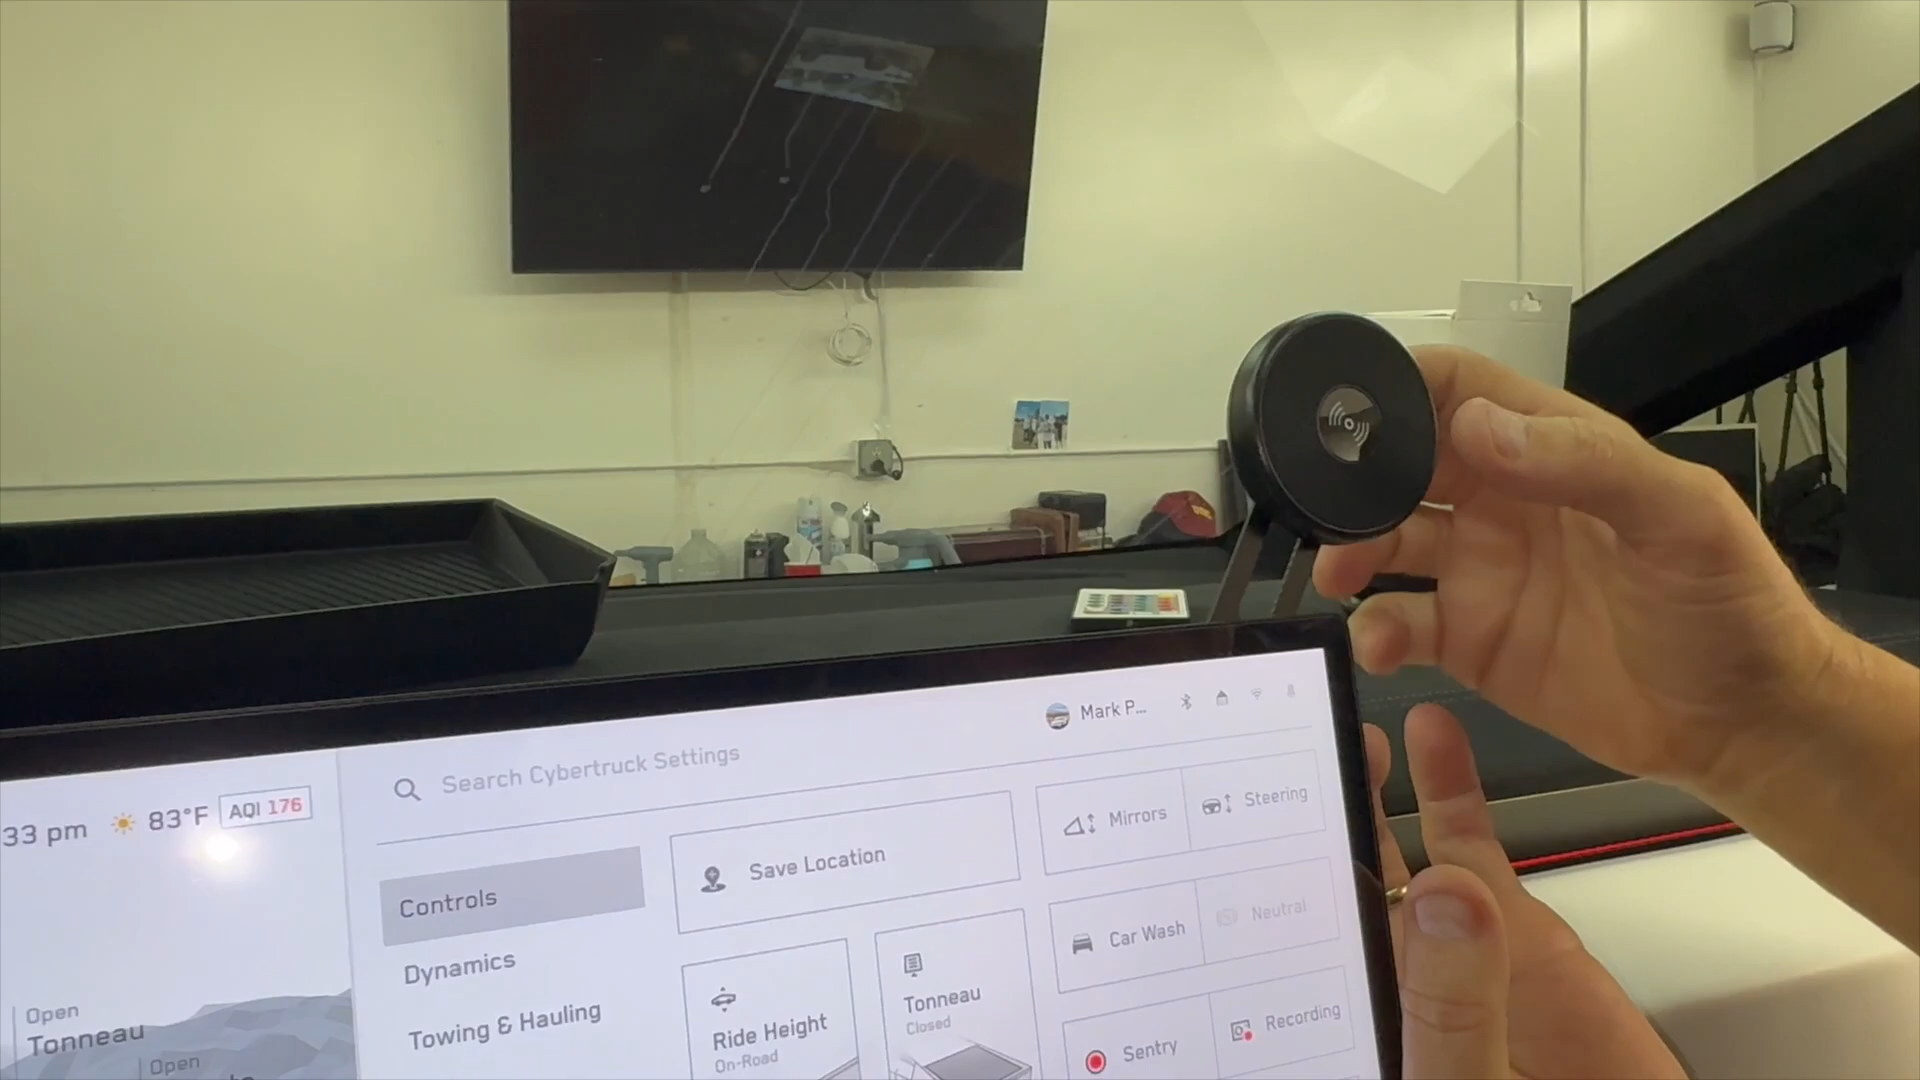 Mark P...
Search Cybertruck Settings
33 pm 83°F AQI 176
Controls
Dynamics
Towing & Hauling
Save Location
Mirrors
Steering
Car Wash
Neutral
Ride Height
On-Road
Tonneau
Closed
Sentry
Recording
Open
Tonneau
Open